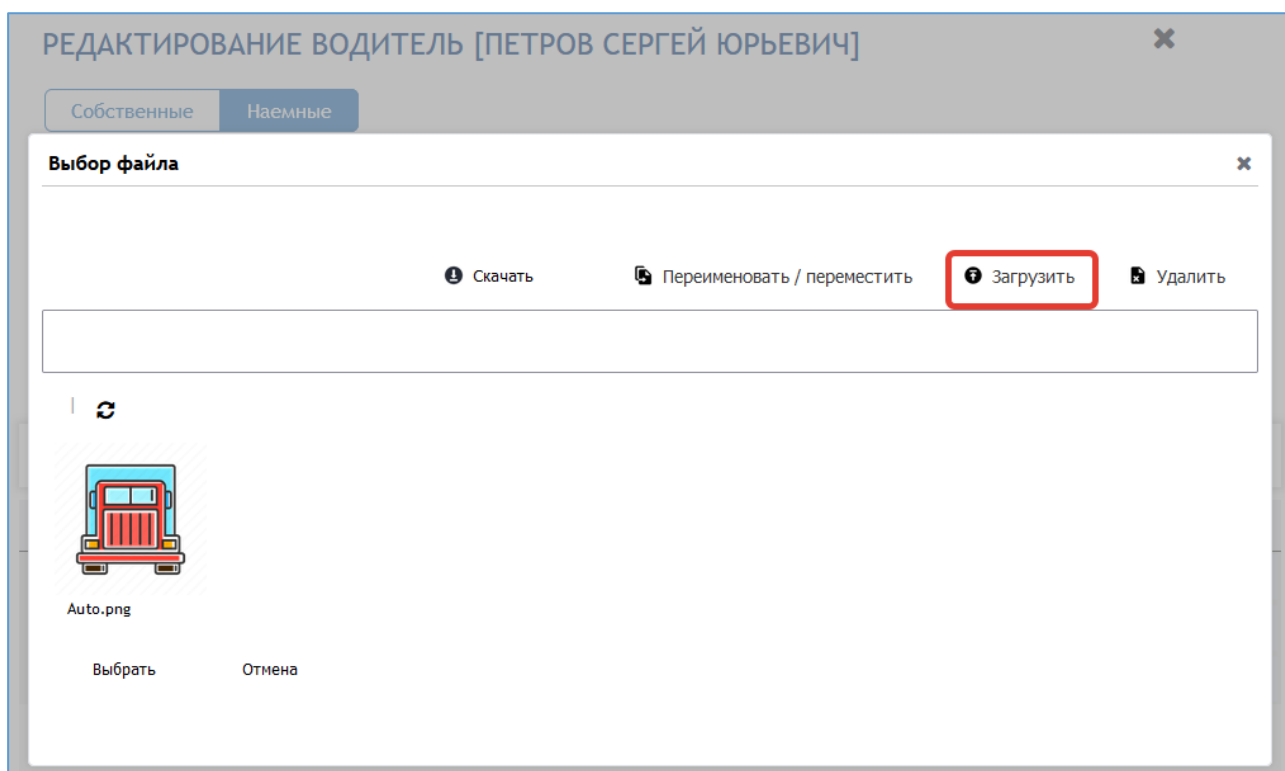 РЕДАКТИРОВАНИЕ ВОДИТЕЛЬ [ПЕТРОВ СЕРГЕЙ ЮРЬЕВИЧ]
Собственные Наемные
Выбор файла
Скачать Переименовать / переместить Загрузить Удалить
Auto.png
Выбрать Отмена